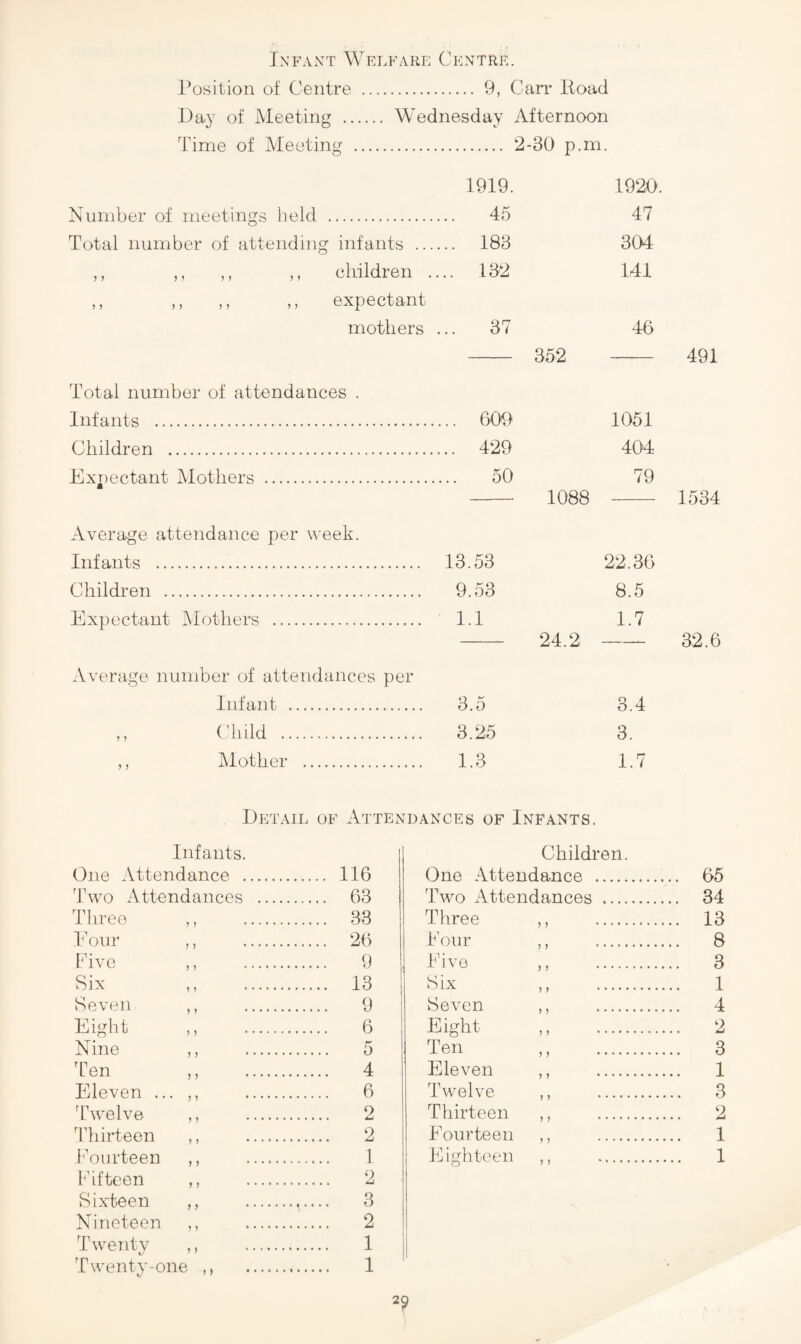 Infant Welfare Centre.
Position of Centre .................... 9, Carr Road
Day of Meeting ...... Wednesday Afternoon
Time of Meeting ........................... 2-30 p.m.
1919. 1920.
Number of meetings held .................. 45 47
Total number of attending infants ...... 183 304
,, ,, ,, ,, children .... 132 141
,, ,, ,, ,, expectant
mothers ... 37 46
—— 352 —— 491
Total number of attendances .
Infants ............................................. 609 1051
Children ........................................... 429 404
Expectant Mothers ........................... 50 79
—— 1088 —— 1534
Average attendance per week.
Infants ....................................... 13.53 22.36
Children ...................................... 9.53 8.5
Expectant Mothers ...................... 1.1 1.7
—— 24.2 —— 32.6
Average number of attendances per
Infant .................... 3.5 3.4
,, Child ..................... 3.25 3.
,, Mother .................. 1.3 1.7
Detail of Attendances of Infants.
Infants.
One Attendance ............ 116
Two Attendances .......... 63
Three ,, ............ 33
Four ,, ............ 26
Five ,, ............ 9
Six ,, ............ 13
Seven ,, ............ 9
Eight ,, ............ 6
Nine ,, ............ 5
Ten ,, ............ 4
Eleven ... ,, ............ 6
Twelve ,, ............ 2
Thirteen ,, ............ 2
Fourteen ,, ............ 1
Fifteen ,, ............ 2
Sixteen ,, ............ 3
Nineteen ,, ............ 2
Twenty ,, ............ 1
Twenty-one ,, ............ 1
Children.
One Attendance ............ 65
Two Attendances ........... 34
Three ,, ............ 13
Four ,, ............ 8
Five ,, ............ 3
Six ,, ............ 1
Seven ,, ............ 4
Eight ,, ............ 2
Ten ,, ............ 3
Eleven ,, ............ 1
Twelve ,, ............ 3
Thirteen ,, ............ 2
Fourteen ,, ............ 1
Eighteen ,, ............ 1
29